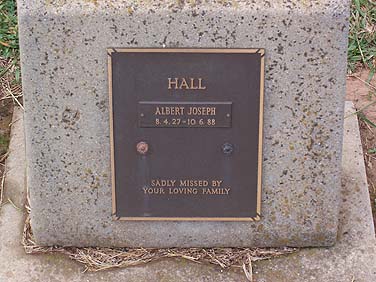 HALL
ALBERT JOSEPH
8.4.27-10.6.88
SADLY MISSED BY
YOUR LOVING FAMILY